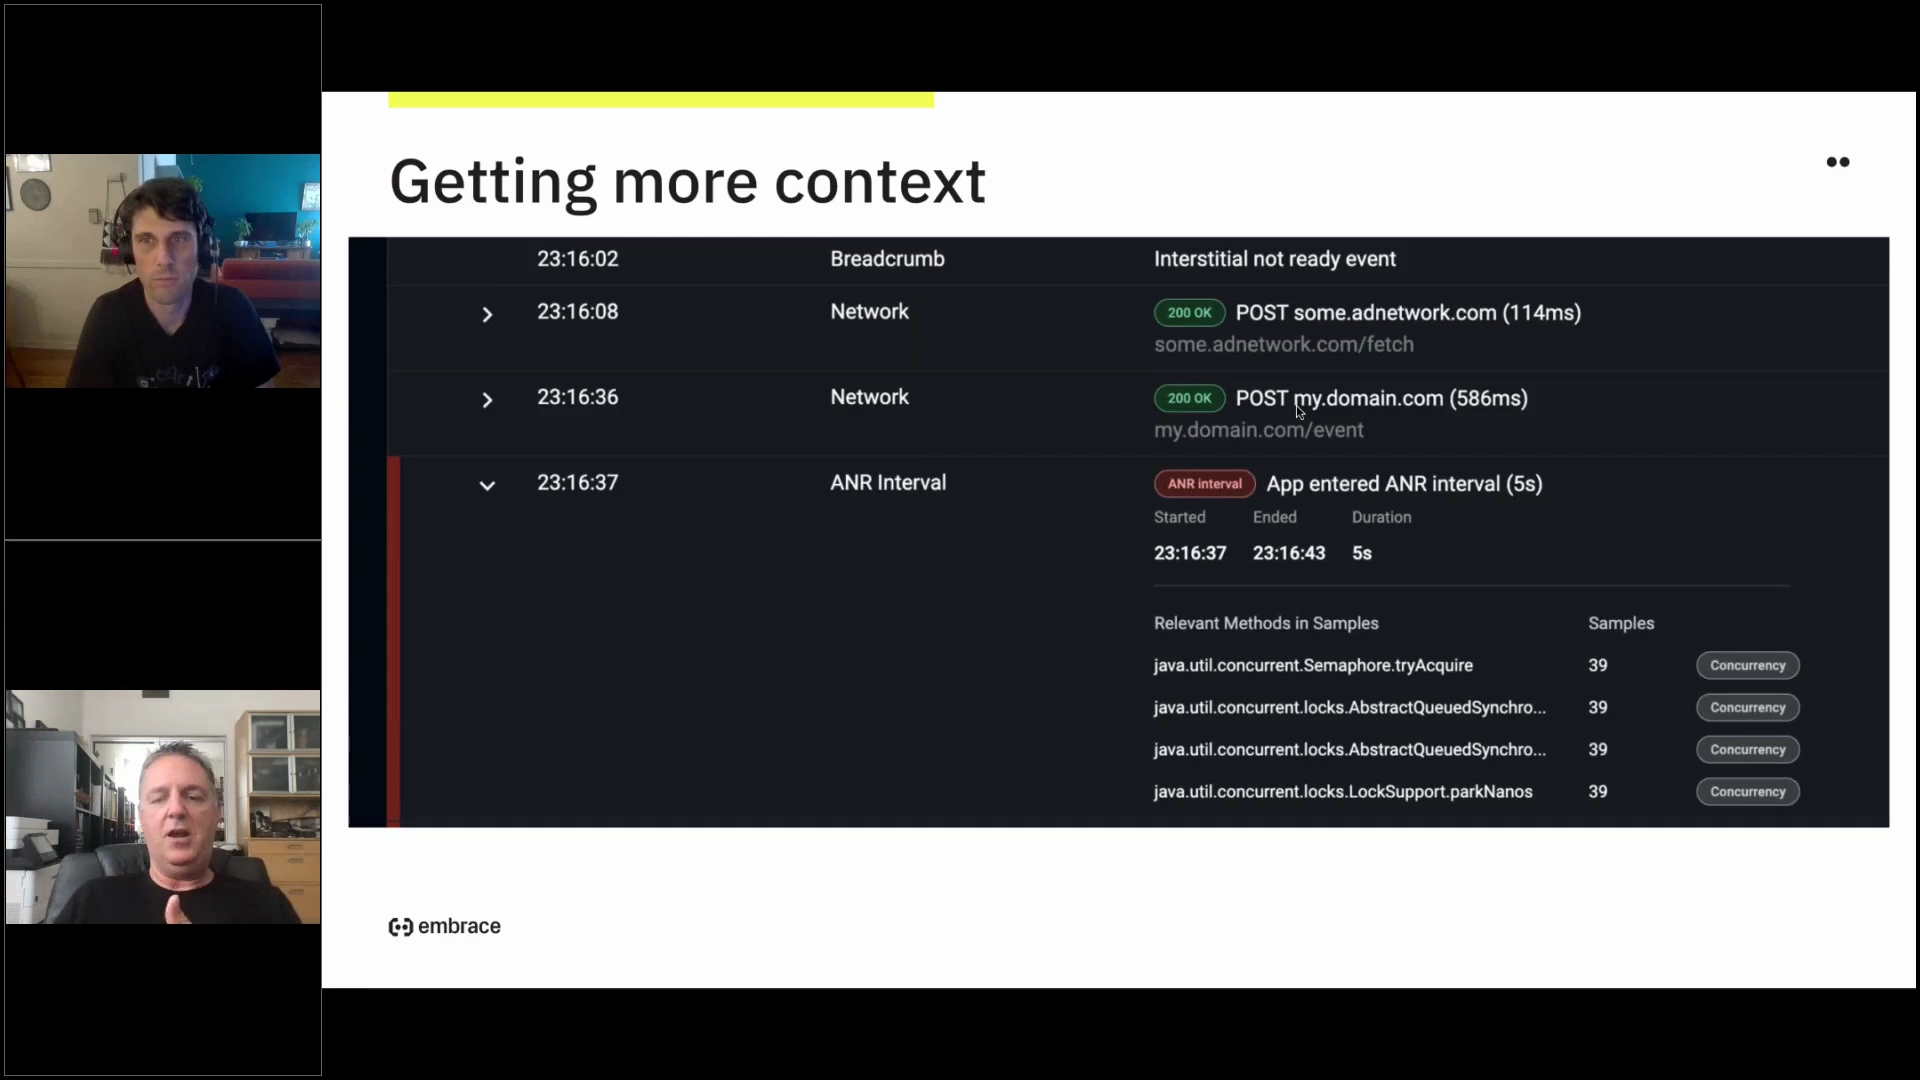 Getting more context
23:16:02 Breadcrumb Interstitial not ready event
23:16:08 Network 200 OK POST some.adnetwork.com (114ms)
some.adnetwork.com/fetch
23:16:36 Network 200 OK POST my.domain.com (586ms)
my.domain.com/event
23:16:37 ANR Interval ANR interval App entered ANR interval (5s)
Started Ended Duration
23:16:37 23:16:43 5s
Relevant Methods in Samples Samples
java.util.concurrent.Semaphore.tryAcquire 39 Concurrency
java.util.concurrent.locks.AbstractQueuedSynchro... 39 Concurrency
java.util.concurrent.locks.AbstractQueuedSynchro... 39 Concurrency
java.util.concurrent.locks.LockSupport.parkNanos 39 Concurrency
embrace